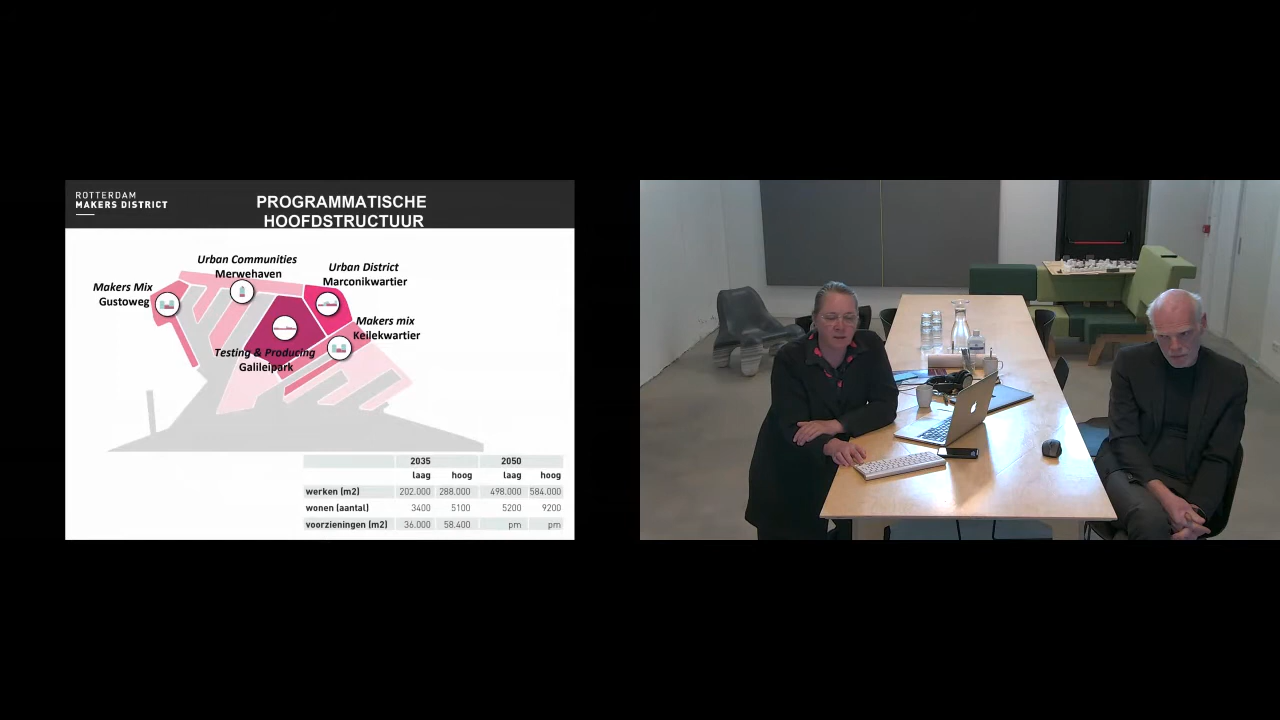 ROTTERDAM
MAKERS DISTRICT
PROGRAMMATISCHE
HOOFDSTRUCTUUR
Urban Communities
Merwehaven
Urban District
Marconikwartier
Makers Mix
Gustoweg
Makers mix
Keilekwartier
Testing & Producing
Galileipark
2035 2050
laag hoog laag hoog
werken (m2) 202.000 288.000 498.000 584.000
wonen (aantal) 3400 5100 5200 9200
voorzieningen (m2) 36.000 58.400 pm pm